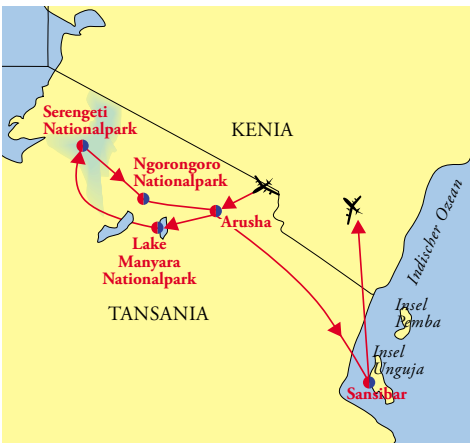 Serengeti
Nationalpark
KENIA
Ngorongoro
Nationalpark
Arusha
Lake
Manyara
Nationalpark
TANSANIA
Indischer Ozean
Insel
Pemba
Insel
Unguja
Sansibar